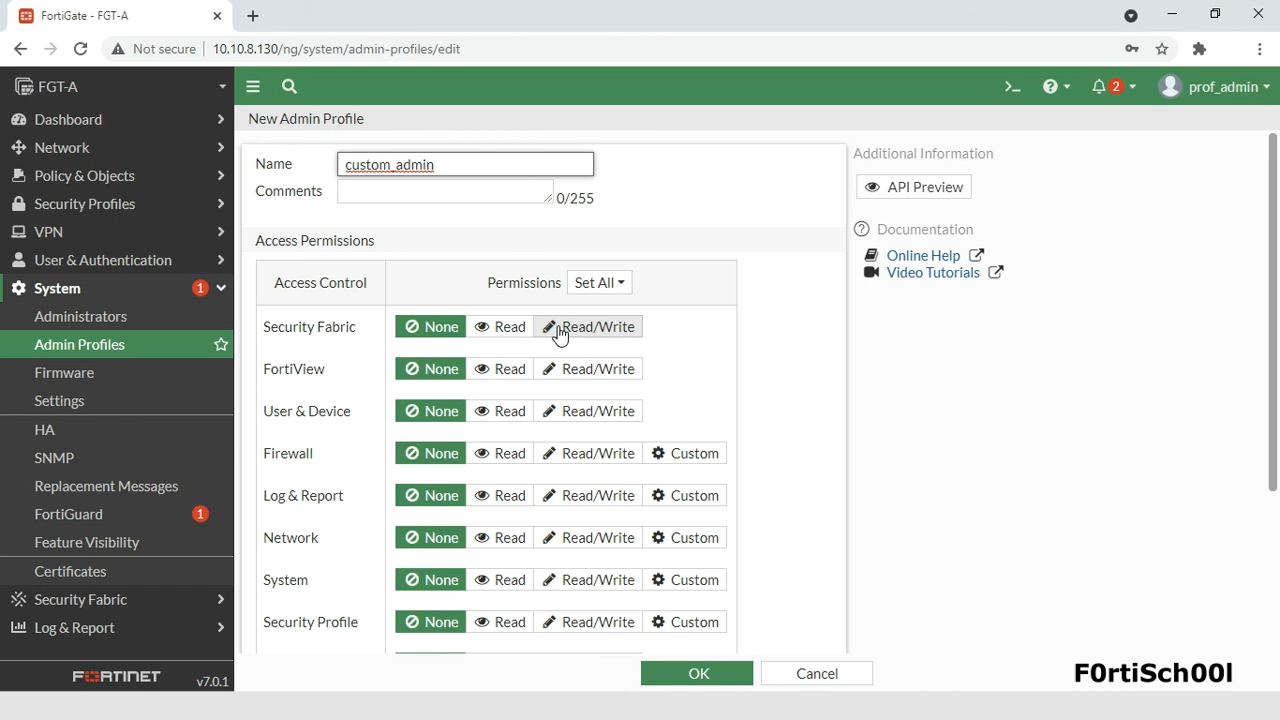 FortiGate - FGT-A
Not secure 10.10.8.130/ng/system/admin-profiles/edit
FGT-A
2 prof_admin
Dashboard
Network
Policy & Objects
Security Profiles
VPN
User & Authentication
System 1
Administrators
Admin Profiles
Firmware
Settings
HA
SNMP
Replacement Messages
FortiGuard 1
Feature Visibility
Certificates
Security Fabric
Log & Report
FORTINET v7.0.1
New Admin Profile
Name custom_admin
Comments 0/255
Access Permissions
Access Control Permissions Set All
Security Fabric None Read Read/Write
FortiView None Read Read/Write
User & Device None Read Read/Write
Firewall None Read Read/Write Custom
Log & Report None Read Read/Write Custom
Network None Read Read/Write Custom
System None Read Read/Write Custom
Security Profile None Read Read/Write Custom
OK Cancel
Additional Information
API Preview
Documentation
Online Help
Video Tutorials
F0rtiSch00l